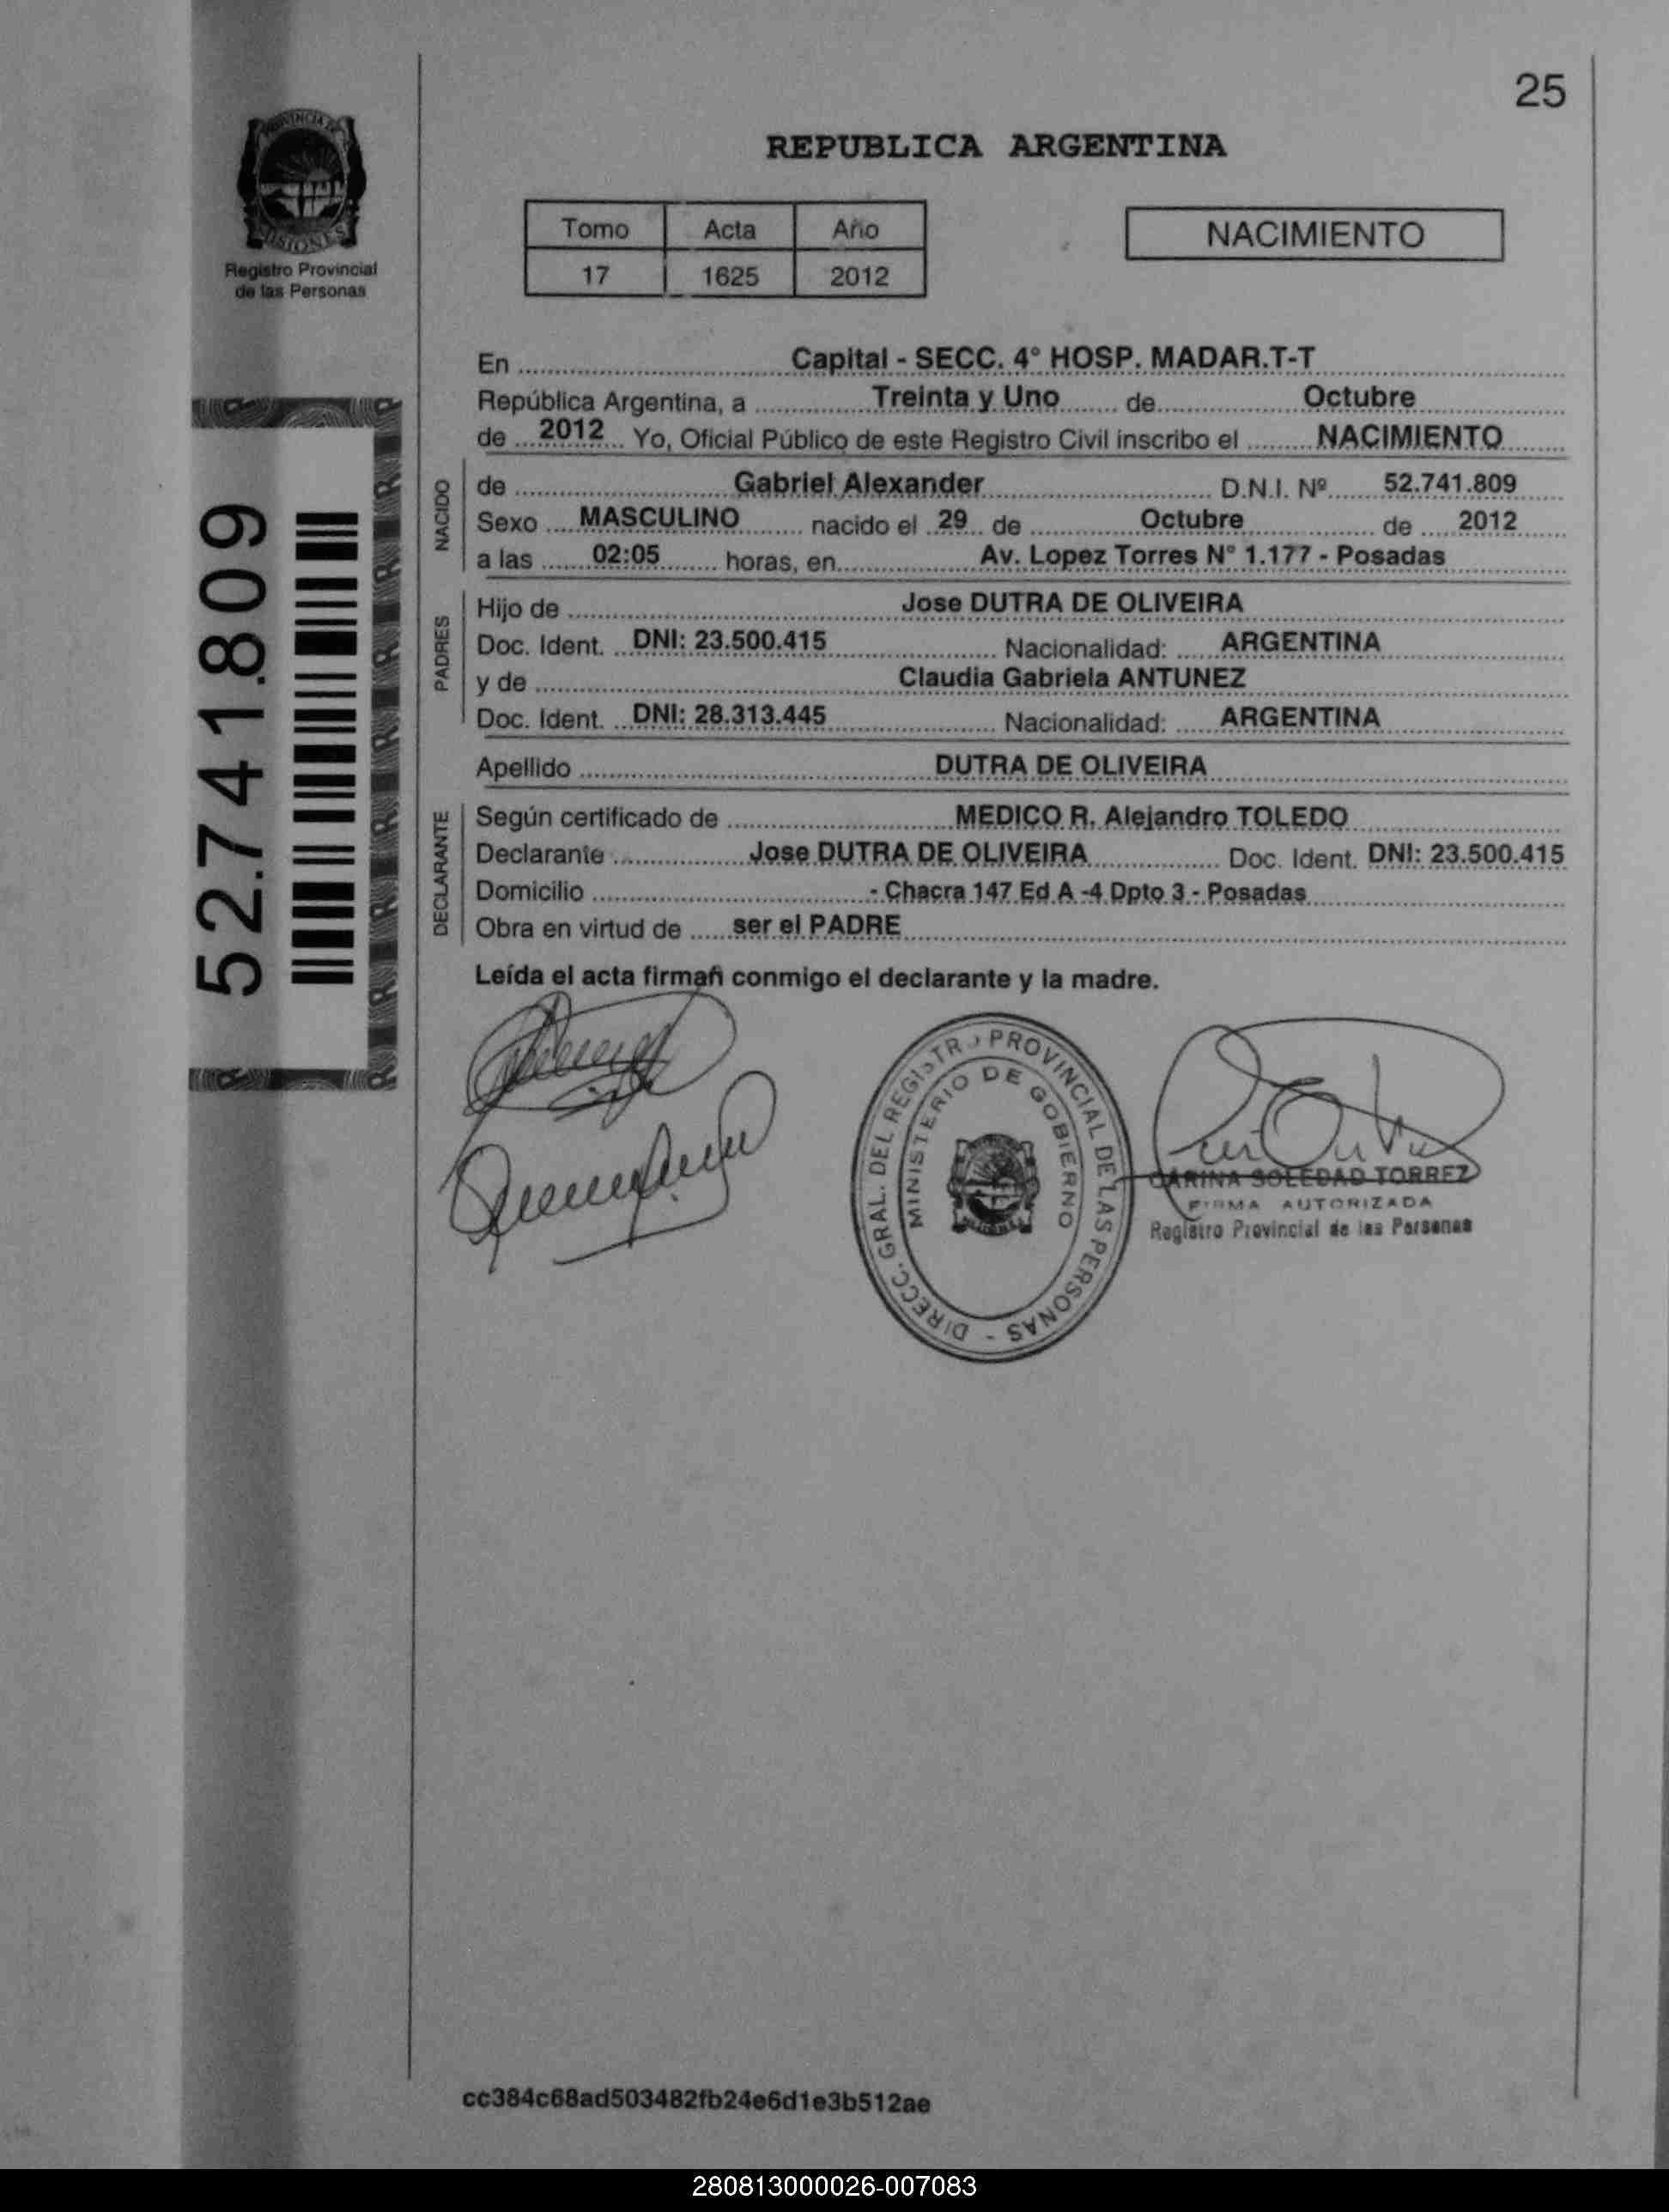 25
PROVINCIA DE
MISIONES
Registro Provincial
de las Personas
REPUBLICA ARGENTINA
Tomo Acta Año
17 1625 2012
NACIMIENTO
52.741.809
En Capital - SECC. 4° HOSP. MADAR.T-T
República Argentina, a Treinta y Uno de Octubre
de 2012 Yo, Oficial Público de este Registro Civil inscribo el NACIMIENTO
NACIDO
de Gabriel Alexander D.N.I. Nº 52.741.809
Sexo MASCULINO nacido el 29 de Octubre de 2012
a las 02:05 horas, en Av. Lopez Torres N° 1.177 - Posadas
PADRES
Hijo de Jose DUTRA DE OLIVEIRA
Doc. Ident. DNI: 23.500.415 Nacionalidad: ARGENTINA
y de Claudia Gabriela ANTUNEZ
Doc. Ident. DNI: 28.313.445 Nacionalidad: ARGENTINA
Apellido DUTRA DE OLIVEIRA
DECLARANTE
Según certificado de MEDICO R. Alejandro TOLEDO
Declarante Jose DUTRA DE OLIVEIRA Doc. Ident. DNI: 23.500.415
Domicilio - Chacra 147 Ed A -4 Dpto 3 - Posadas
Obra en virtud de ser el PADRE
Leída el acta firman conmigo el declarante y la madre.
DIRECC. GRAL. DEL REGISTRO PROVINCIAL DE LAS PERSONAS -
MINISTERIO DE GOBIERNO
CARINA SOLEDAD TORREZ
FIRMA AUTORIZADA
Registro Provincial de las Personas
cc384c68ad503482fb24e6d1e3b512ae
280813000026-007083